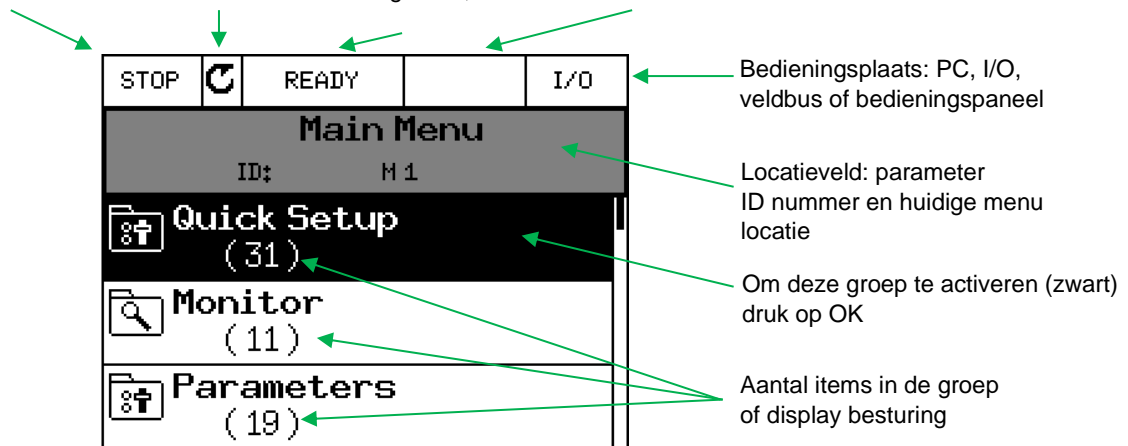 STOP READY I/O
Main Menu
ID: M 1
Quick Setup
(31)
Monitor
(11)
Parameters
(19)
Bedieningsplaats: PC, I/O,
veldbus of bedieningspaneel
Locatieveld: parameter
ID nummer en huidige menu
locatie
Om deze groep te activeren (zwart)
druk op OK
Aantal items in de groep
of display besturing